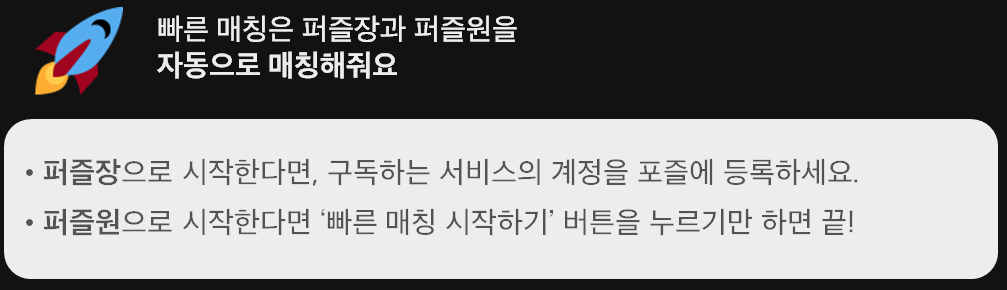 빠른 매칭은 퍼즐장과 퍼즐원을
자동으로 매칭해줘요
• 퍼즐장으로 시작한다면, 구독하는 서비스의 계정을 포즐에 등록하세요.
• 퍼즐원으로 시작한다면 ‘빠른 매칭 시작하기’ 버튼을 누르기만 하면 끝!